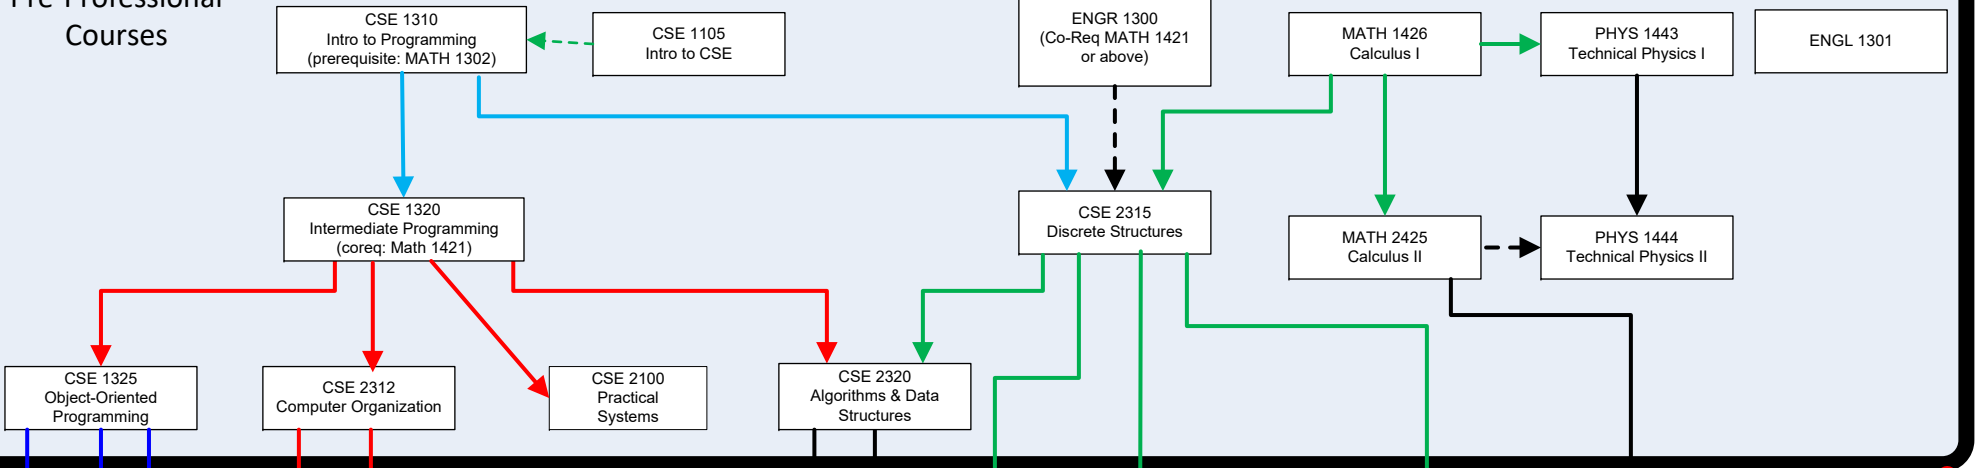 Pre-Professional
Courses
CSE 1310
Intro to Programming
(prerequisite: MATH 1302)
CSE 1105
Intro to CSE
ENGR 1300
(Co-Req MATH 1421
or above)
MATH 1426
Calculus I
PHYS 1443
Technical Physics I
ENGL 1301
CSE 1320
Intermediate Programming
(coreq: Math 1421)
CSE 2315
Discrete Structures
MATH 2425
Calculus II
PHYS 1444
Technical Physics II
CSE 1325
Object-Oriented
Programming
CSE 2312
Computer Organization
CSE 2100
Practical
Systems
CSE 2320
Algorithms & Data
Structures